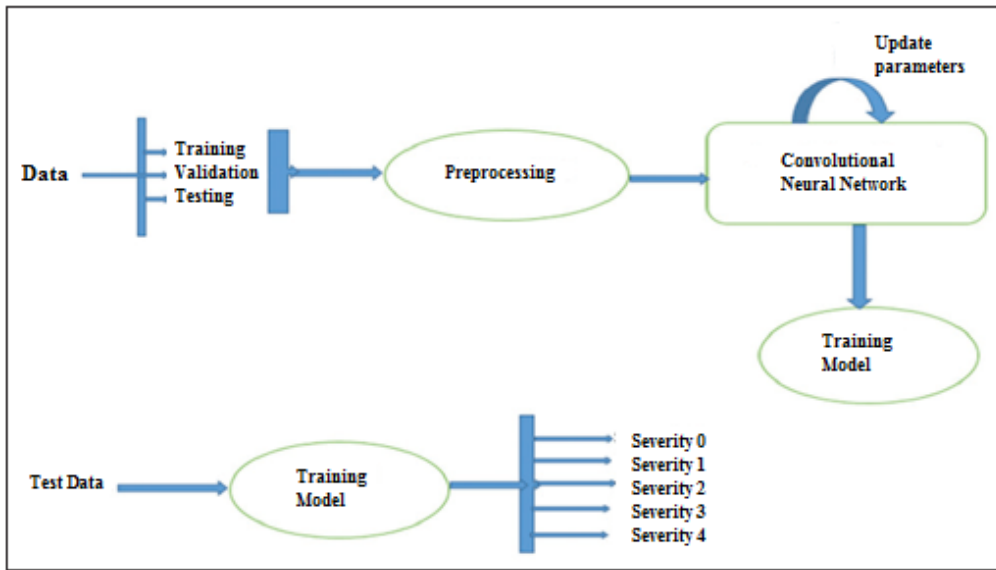 Update
parameters
Data
Training
Validation
Testing
Preprocessing
Convolutional
Neural Network
Training
Model
Test Data
Training
Model
Severity 0
Severity 1
Severity 2
Severity 3
Severity 4